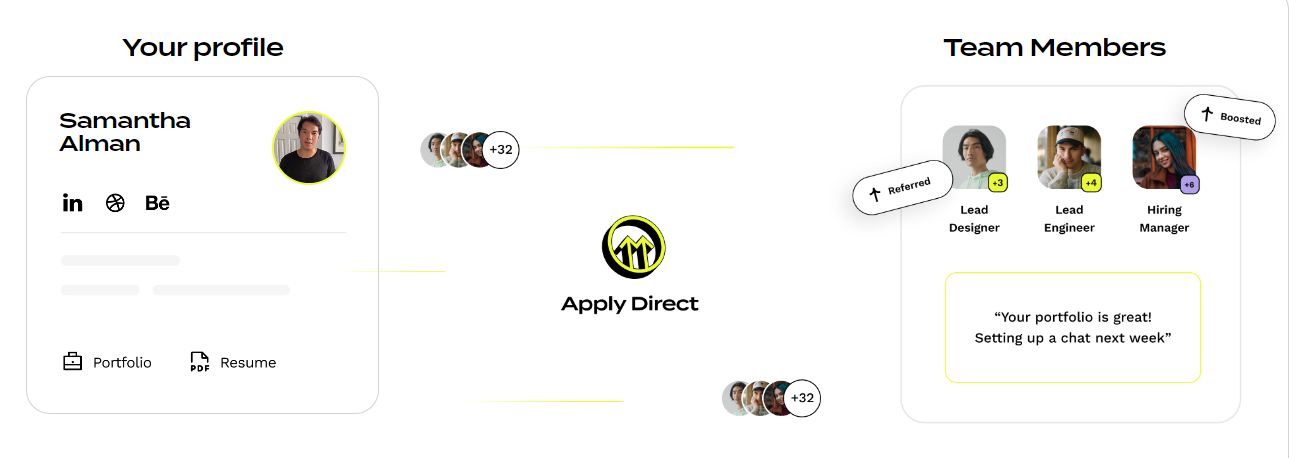 Your profile
Samantha
Alman
in
Bē
Portfolio
PDF
Resume
+32
Apply Direct
+32
Team Members
Boosted
Referred
+3
+4
+6
Lead
Designer
Lead
Engineer
Hiring
Manager
“Your portfolio is great!
Setting up a chat next week”